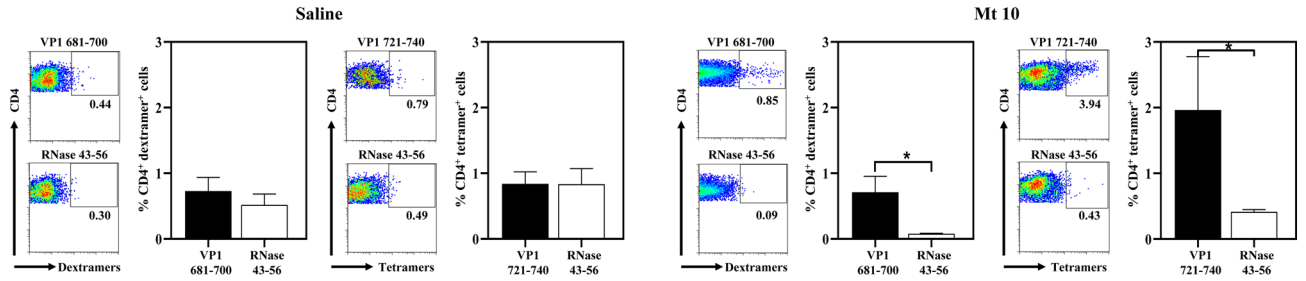 Saline
VP1 681-700
CD4
0.44
RNase 43-56
0.30
Dextramers
% CD4⁺ dextramer⁺ cells
3
2
1
0
VP1
681-700
RNase
43-56
VP1 721-740
CD4
0.79
RNase 43-56
0.49
Tetramers
% CD4⁺ tetramer⁺ cells
3
2
1
0
VP1
721-740
RNase
43-56
Mt 10
VP1 681-700
CD4
0.85
RNase 43-56
0.09
Dextramers
% CD4⁺ dextramer⁺ cells
3
2
1
0
*
VP1
681-700
RNase
43-56
VP1 721-740
CD4
3.94
RNase 43-56
0.43
Tetramers
% CD4⁺ tetramer⁺ cells
3
2
1
0
*
VP1
721-740
RNase
43-56